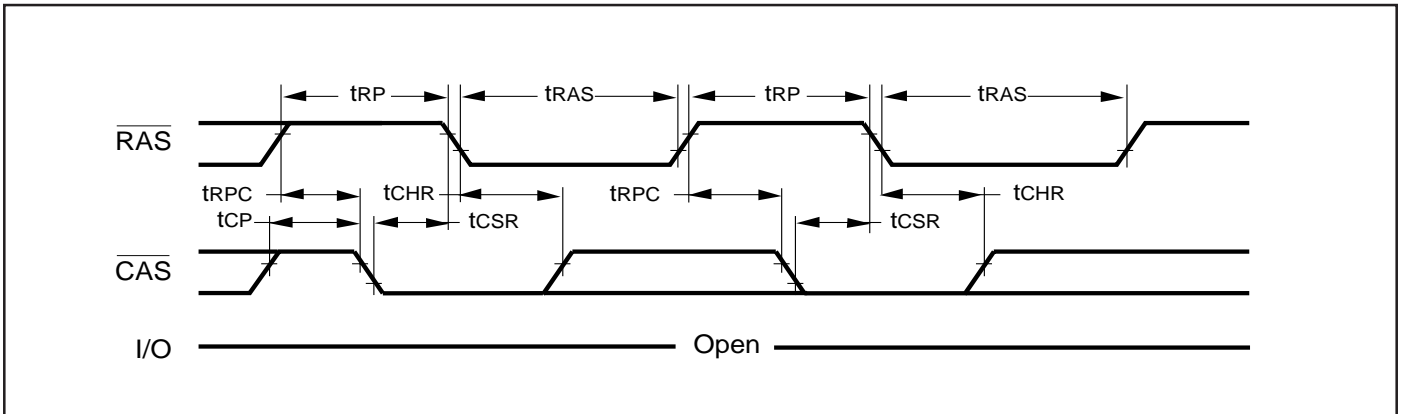 tRP tRAS tRP tRAS
RAS
tRPC tCHR tRPC tCHR
tCP tCSR tCSR
CAS
I/O Open